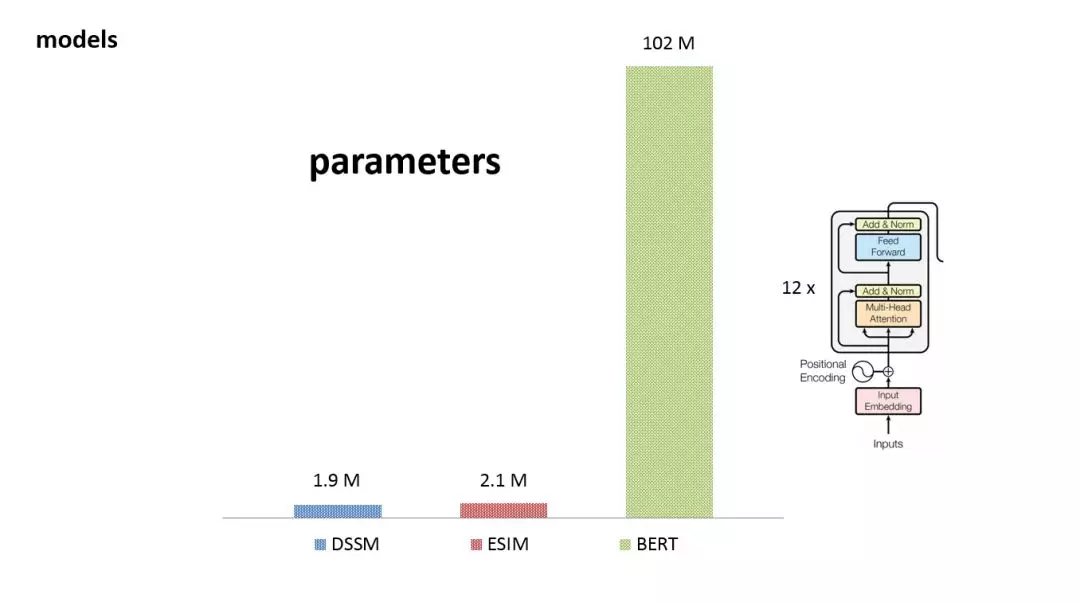 models
102 M
parameters
Add & Norm
Feed
Forward
12 x
Add & Norm
Multi-Head
Attention
Positional
Encoding
Input
Embedding
Inputs
1.9 M
2.1 M
DSSM
ESIM
BERT